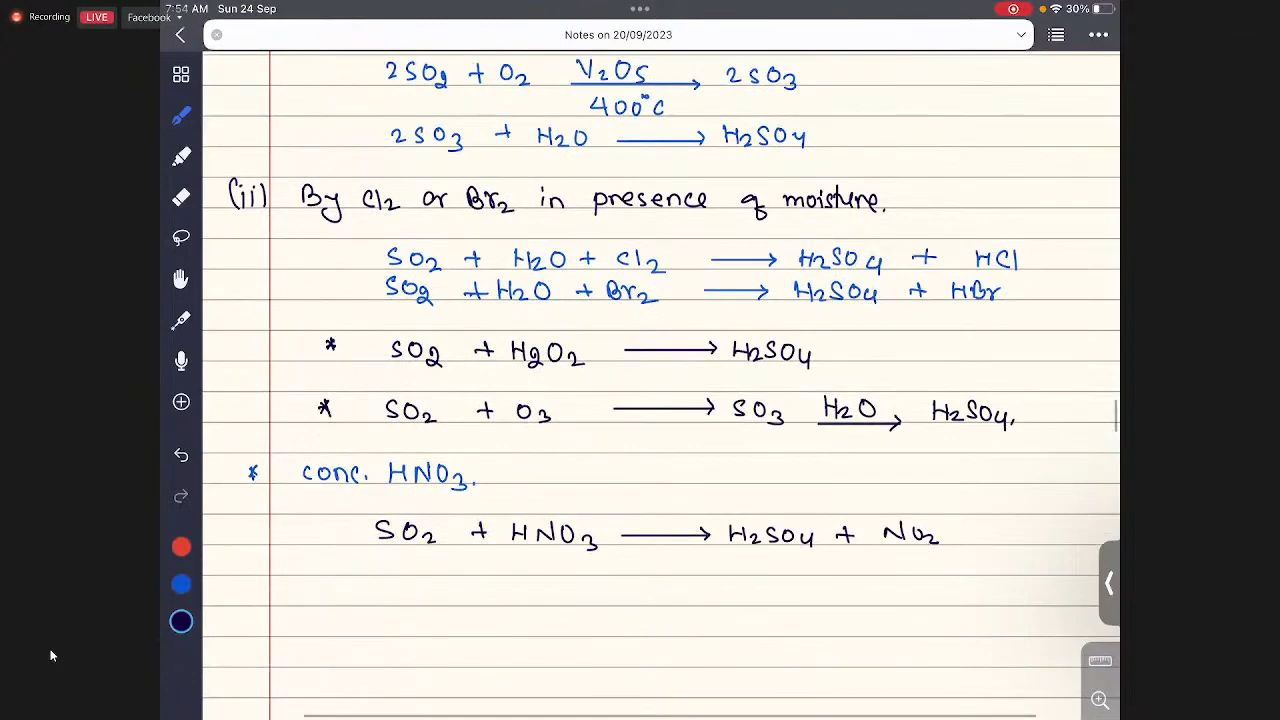 Recording
LIVE
Facebook
7:54 AM Sun 24 Sep
30%
Notes on 20/09/2023
2SO2 + O2 V2O5 → 2SO3
400°C
2SO3 + H2O → H2SO4
(ii) By Cl2 or Br2 in presence of moisture.
SO2 + H2O + Cl2 → H2SO4 + HCl
SO2 + H2O + Br2 → H2SO4 + HBr
* SO2 + H2O2 → H2SO4
* SO2 + O3 → SO3 H2O → H2SO4.
* conc. HNO3.
SO2 + HNO3 → H2SO4 + NO2